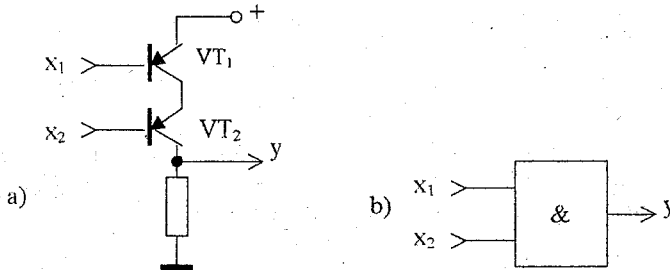 +
x₁
VT₁
x₂
VT₂
y
a)
b)
x₁
x₂
&
y